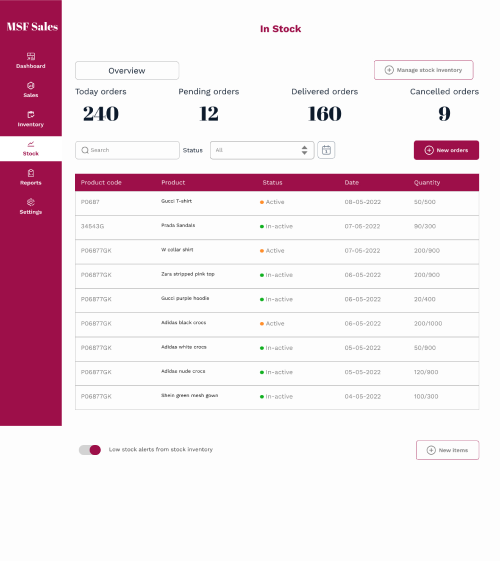 MSF Sales
Dashboard
Sales
Inventory
Stock
Reports
Settings
In Stock
Overview
Manage stock inventory
Today orders Pending orders Delivered orders Cancelled orders
240 12 160 9
Search Status All New orders
Product code Product Status Date Quantity
P0687 Gucci T-shirt Active 08-05-2022 50/500
34543G Prada Sandals In-active 07-05-2022 90/300
P06877GK W collar shirt Active 07-05-2022 200/900
P06877GK Zara stripped pink top In-active 06-05-2022 200/900
P06877GK Gucci purple hoodie In-active 06-05-2022 20/400
P06877GK Adidas black crocs Active 06-05-2022 200/1000
P06877GK Adidas white crocs In-active 05-05-2022 50/900
P06877GK Adidas nude crocs In-active 05-05-2022 120/900
P06877GK Shein green mesh gown In-active 04-05-2022 100/300
Low stock alerts from stock inventory New items